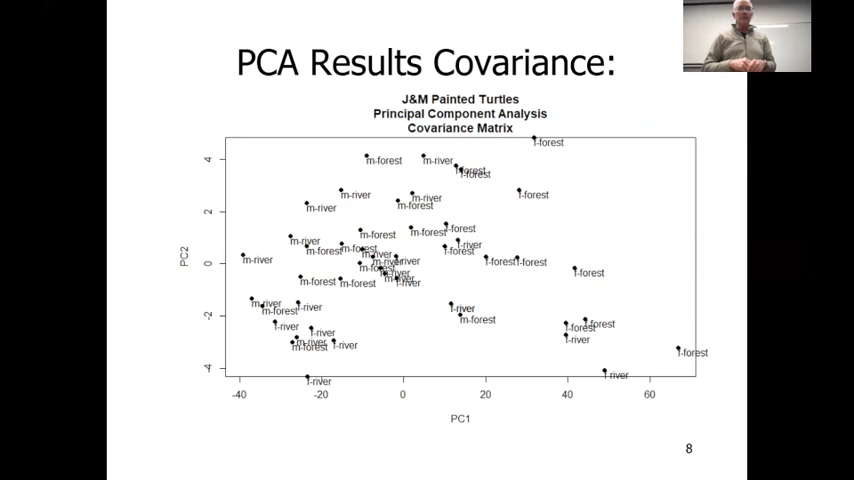 PCA Results Covariance:
J&M Painted Turtles
Principal Component Analysis
Covariance Matrix
f-forest
m-forest
m-river
f-forest
f-forest
m-river
m-river
f-forest
m-river
m-forest
m-forest
m-forest
f-forest
m-river
m-forest
m-forest
m-river
f-river
f-forest
m-river
m-river
f-river
f-forest
f-forest
m-forest
m-river
f-forest
m-forest
m-forest
m-river
f-river
m-river
m-forest
f-river
f-river
m-forest
f-river
f-river
f-forest
f-forest
f-river
m-river
m-forest
f-river
f-forest
f-river
f-river
4
2
0
-2
-4
PC2
-40
-20
0
20
40
60
PC1
8